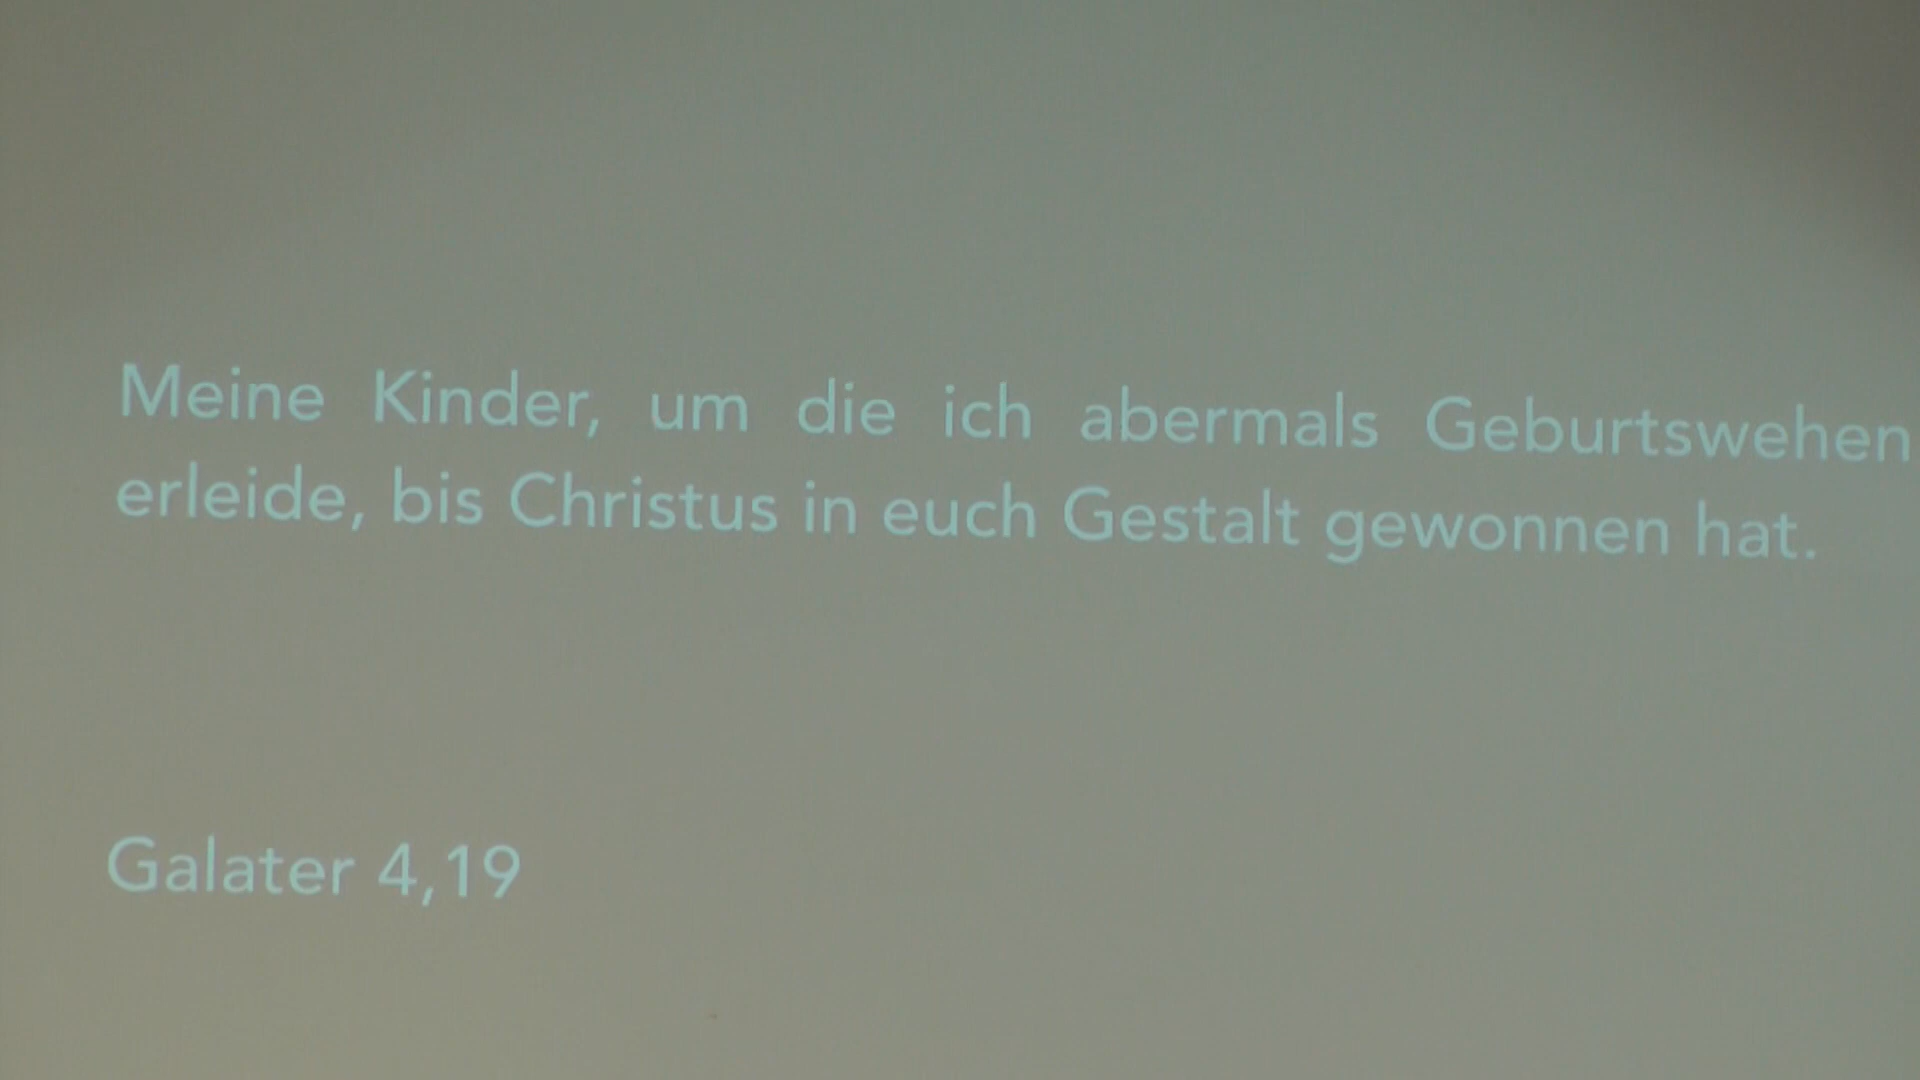 Meine Kinder, um die ich abermals Geburtswehen
erleide, bis Christus in euch Gestalt gewonnen hat.
Galater 4,19